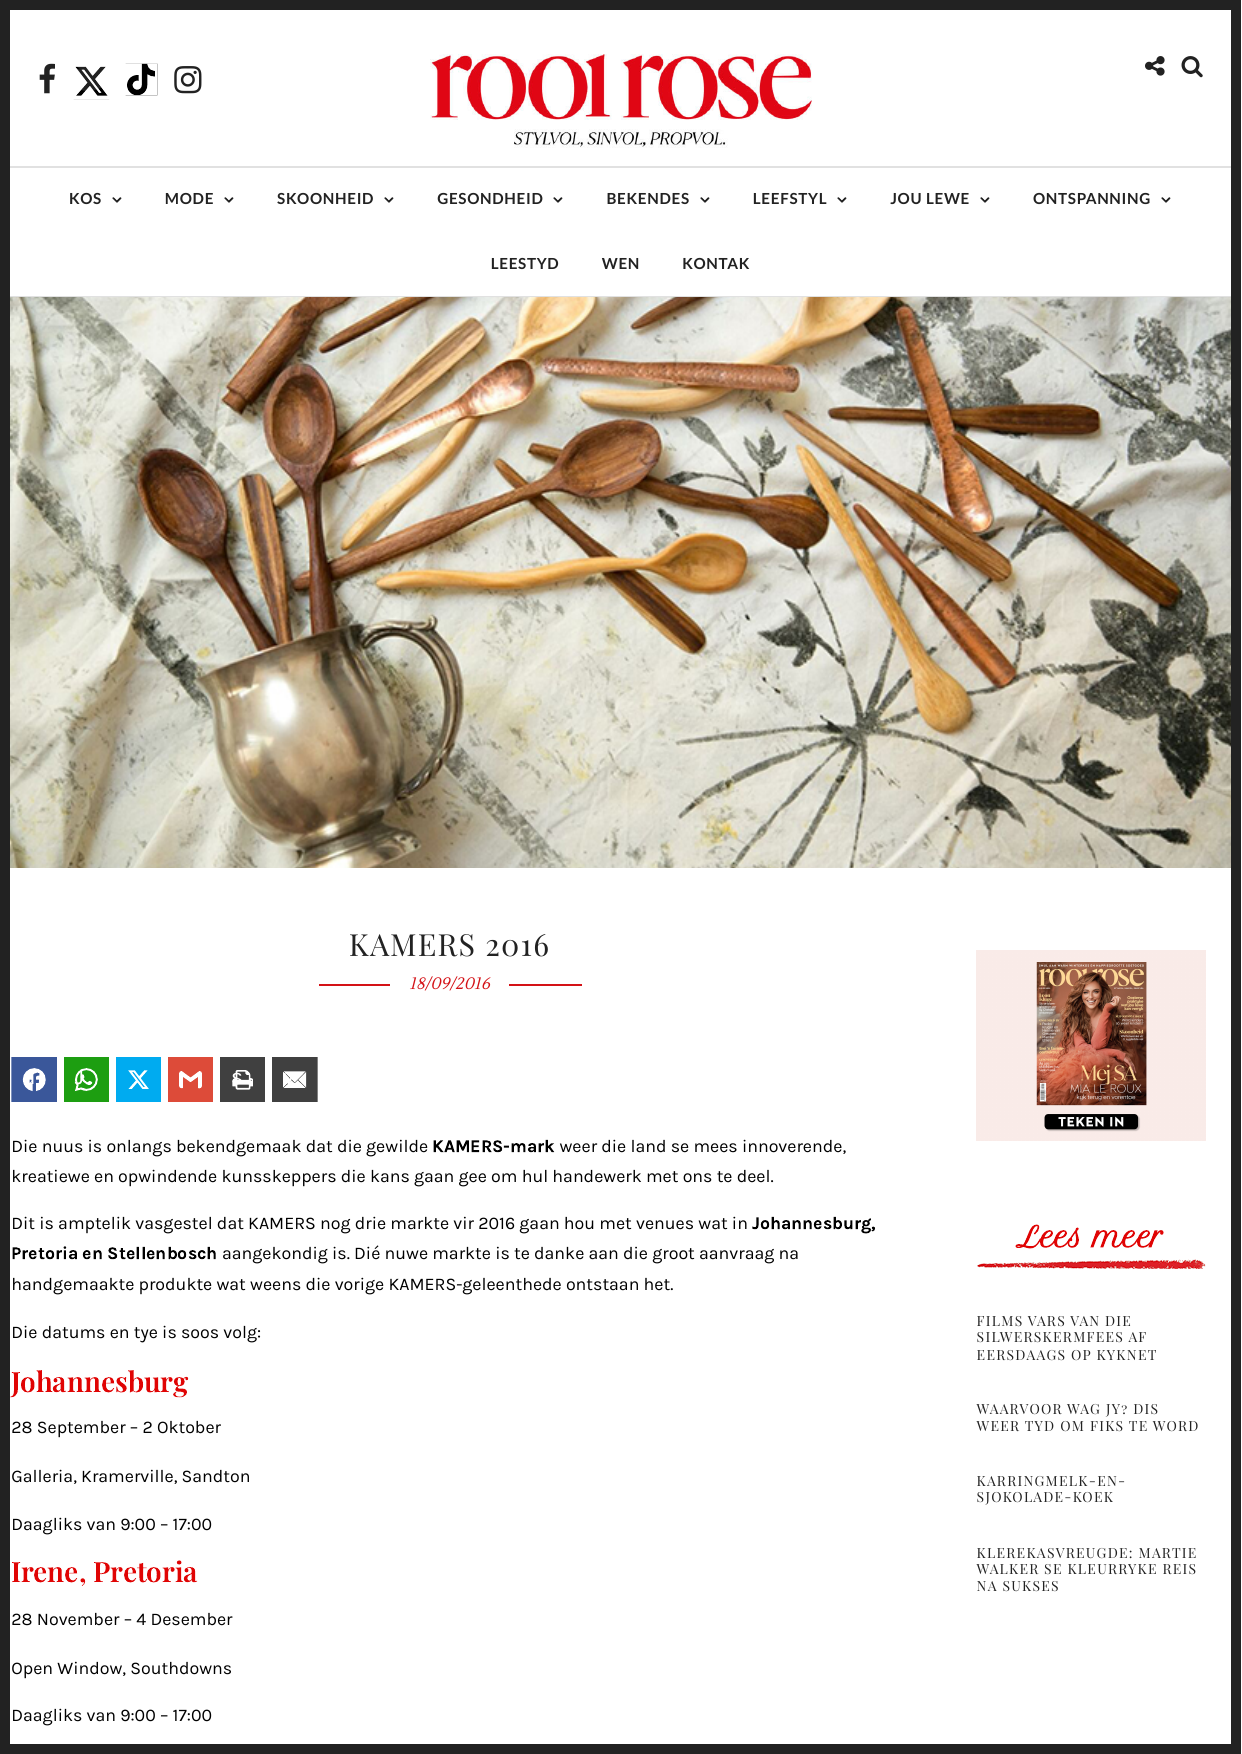 rooi rose
STYLVOL, SINVOL, PROPVOL.
KOS MODE SKOONHEID GESONDHEID BEKENDES LEEFSTYL JOU LEWE ONTSPANNING
LEESTYD WEN KONTAK
KAMERS 2016
18/09/2016
Die nuus is onlangs bekendgemaak dat die gewilde KAMERS-mark weer die land se mees innoverende,
kreatiewe en opwindende kunsskeppers die kans gaan gee om hul handewerk met ons te deel.
Dit is amptelik vasgestel dat KAMERS nog drie markte vir 2016 gaan hou met venues wat in Johannesburg,
Pretoria en Stellenbosch aangekondig is. Dié nuwe markte is te danke aan die groot aanvraag na
handgemaakte produkte wat weens die vorige KAMERS-geleenthede ontstaan het.
Die datums en tye is soos volg:
Johannesburg
28 September – 2 Oktober
Galleria, Kramerville, Sandton
Daagliks van 9:00 – 17:00
Irene, Pretoria
28 November – 4 Desember
Open Window, Southdowns
Daagliks van 9:00 – 17:00
rooi rose
Mej SA
MIA LE ROUX
kyk terug en vorentoe
TEKEN IN
Lees meer
FILMS VARS VAN DIE
SILWERSKERMFEES AF
EERSDAAGS OP KYKNET
WAARVOOR WAG JY? DIS
WEER TYD OM FIKS TE WORD
KARRINGMELK-EN-
SJOKOLADE-KOEK
KLEREKASVREUGDE: MARTIE
WALKER SE KLEURRYKE REIS
NA SUKSES